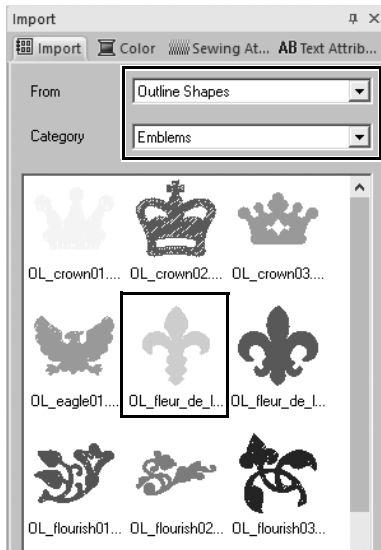 Import
Import Color Sewing At... AB Text Attrib...
From Outline Shapes
Category Emblems
OL_crown01.... OL_crown02.... OL_crown03....
OL_eagle01.... OL_fleur_de_l... OL_fleur_de_l...
OL_flourish01... OL_flourish02... OL_flourish03...